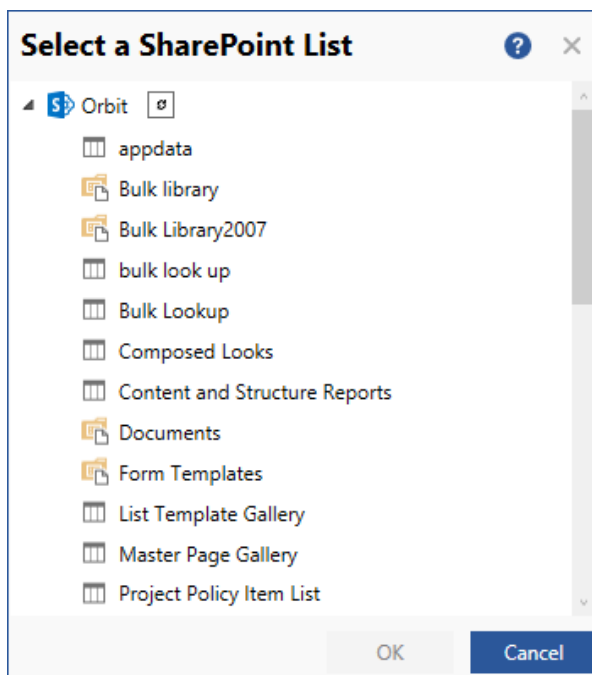 Select a SharePoint List
Orbit
appdata
Bulk library
Bulk Library2007
bulk look up
Bulk Lookup
Composed Looks
Content and Structure Reports
Documents
Form Templates
List Template Gallery
Master Page Gallery
Project Policy Item List
OK Cancel